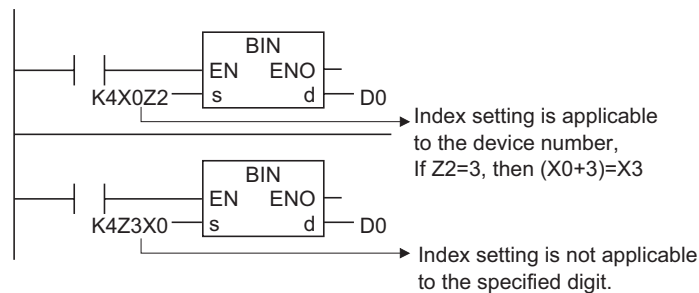 BIN
EN ENO
K4X0Z2 s d D0
Index setting is applicable
to the device number,
If Z2=3, then (X0+3)=X3
BIN
EN ENO
K4Z3X0 s d D0
Index setting is not applicable
to the specified digit.